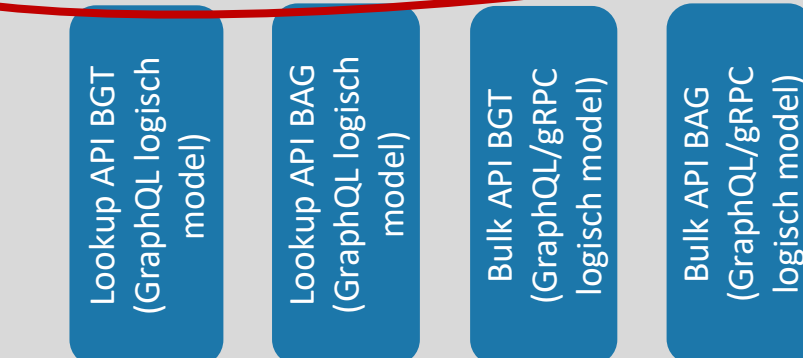 Lookup API BGT
(GraphQL logisch
model)
Lookup API BAG
(GraphQL logisch
model)
Bulk API BGT
(GraphQL/gRPC
logisch model)
Bulk API BAG
(GraphQL/gRPC
logisch model)